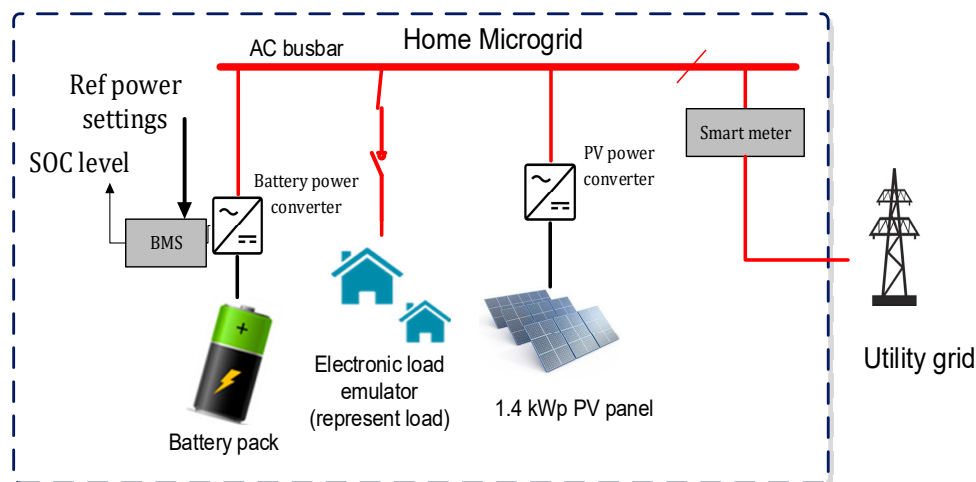 Home Microgrid
AC busbar
Ref power
settings
SOC level
BMS
Battery power
converter
PV power
converter
Smart meter
Battery pack
Electronic load
emulator
(represent load)
1.4 kWp PV panel
Utility grid